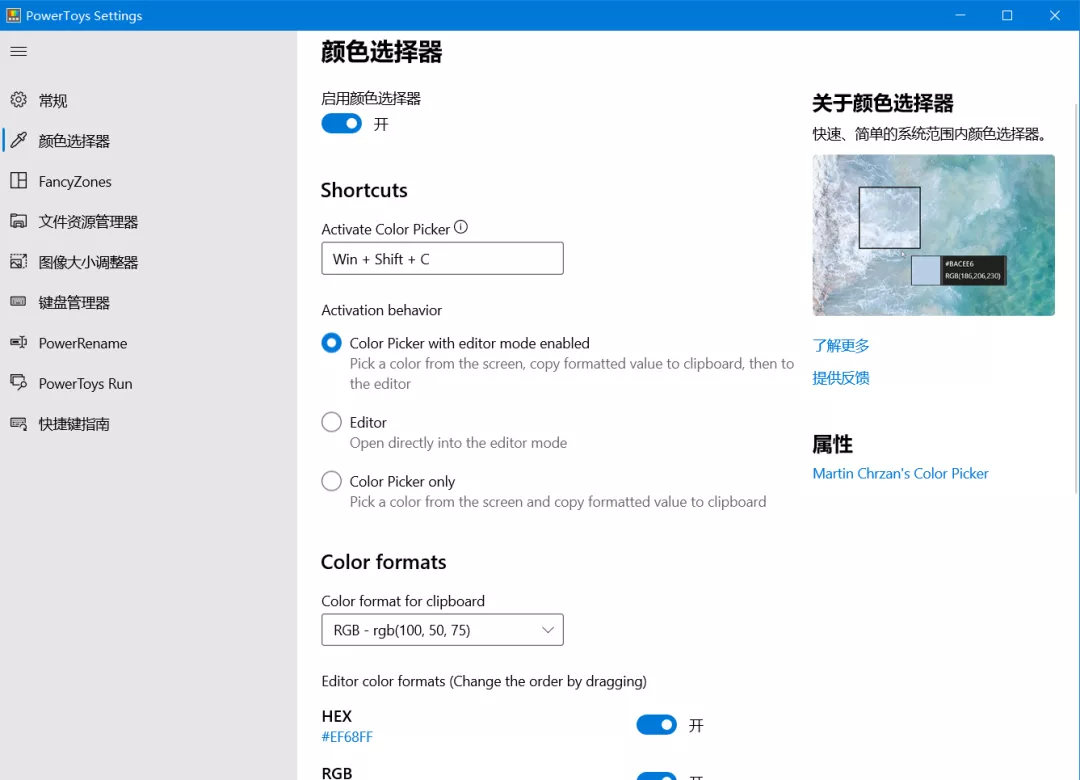 PowerToys Settings
常规
颜色选择器
FancyZones
文件资源管理器
图像大小调整器
键盘管理器
PowerRename
PowerToys Run
快捷键指南
颜色选择器
启用颜色选择器
开
Shortcuts
Activate Color Picker
Win + Shift + C
Activation behavior
Color Picker with editor mode enabled
Pick a color from the screen, copy formatted value to clipboard, then to
the editor
Editor
Open directly into the editor mode
Color Picker only
Pick a color from the screen and copy formatted value to clipboard
Color formats
Color format for clipboard
RGB - rgb(100, 50, 75)
Editor color formats (Change the order by dragging)
HEX
开
#EF68FF
RGB
开
关于颜色选择器
快速、简单的系统范围内颜色选择器。
#BACEE6
RGB(186,206,230)
了解更多
提供反馈
属性
Martin Chrzan's Color Picker